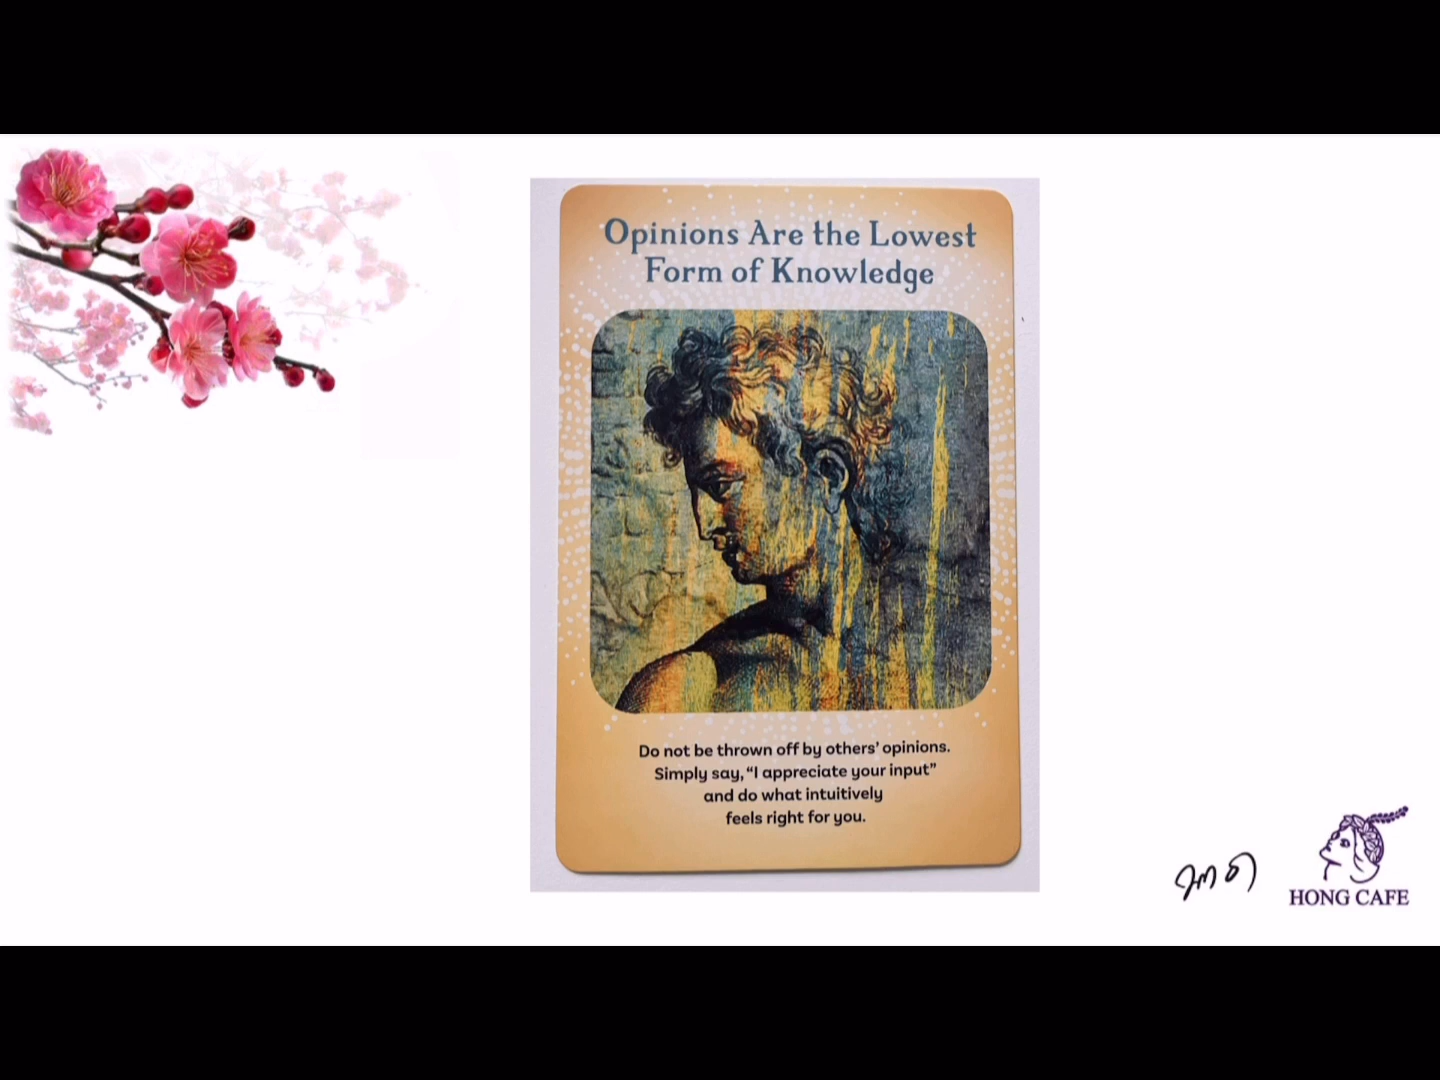 Opinions Are the Lowest
Form of Knowledge
Do not be thrown off by others’ opinions.
Simply say, “I appreciate your input”
and do what intuitively
feels right for you.
HONG CAFE